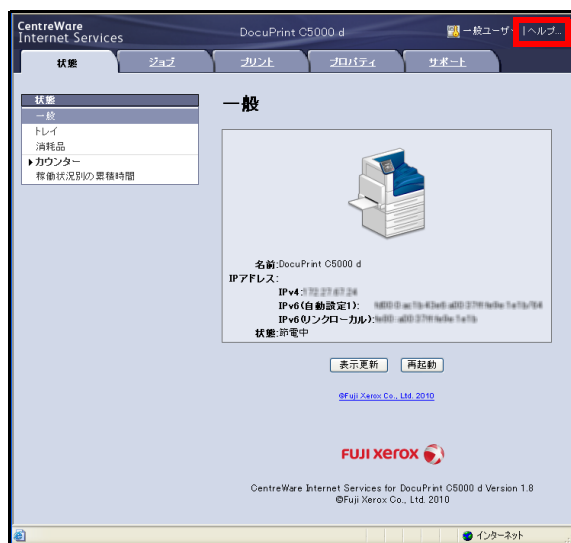 CentreWare
Internet Services
DocuPrint C5000 d
一般ユーザー
ヘルプ...
状態
ジョブ
プリント
プロパティ
サポート
状態
一般
トレイ
消耗品
カウンター
稼働状況別の累積時間
一般
名前:DocuPrint C5000 d
IPアドレス:
IPv4:
IPv6(自動設定1):
IPv6(リンクローカル):
状態:節電中
表示更新
再起動
©Fuji Xerox Co., Ltd. 2010
FUJI XEROX
CentreWare Internet Services for DocuPrint C5000 d Version 1.8
©Fuji Xerox Co., Ltd. 2010
インターネット